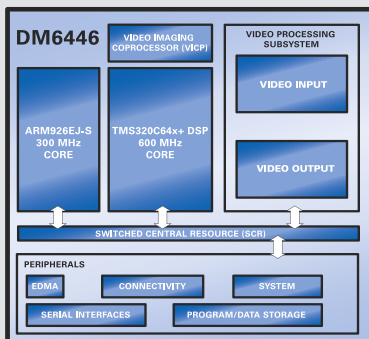 DM6446
VIDEO IMAGING
COPROCESSOR (VICP)
VIDEO PROCESSING
SUBSYSTEM
VIDEO INPUT
ARM926EJ-S
300 MHz
CORE
TMS320C64x+ DSP
600 MHz
CORE
VIDEO OUTPUT
SWITCHED CENTRAL RESOURCE (SCR)
PERIPHERALS
EDMA
CONNECTIVITY
SYSTEM
SERIAL INTERFACES
PROGRAM/DATA STORAGE